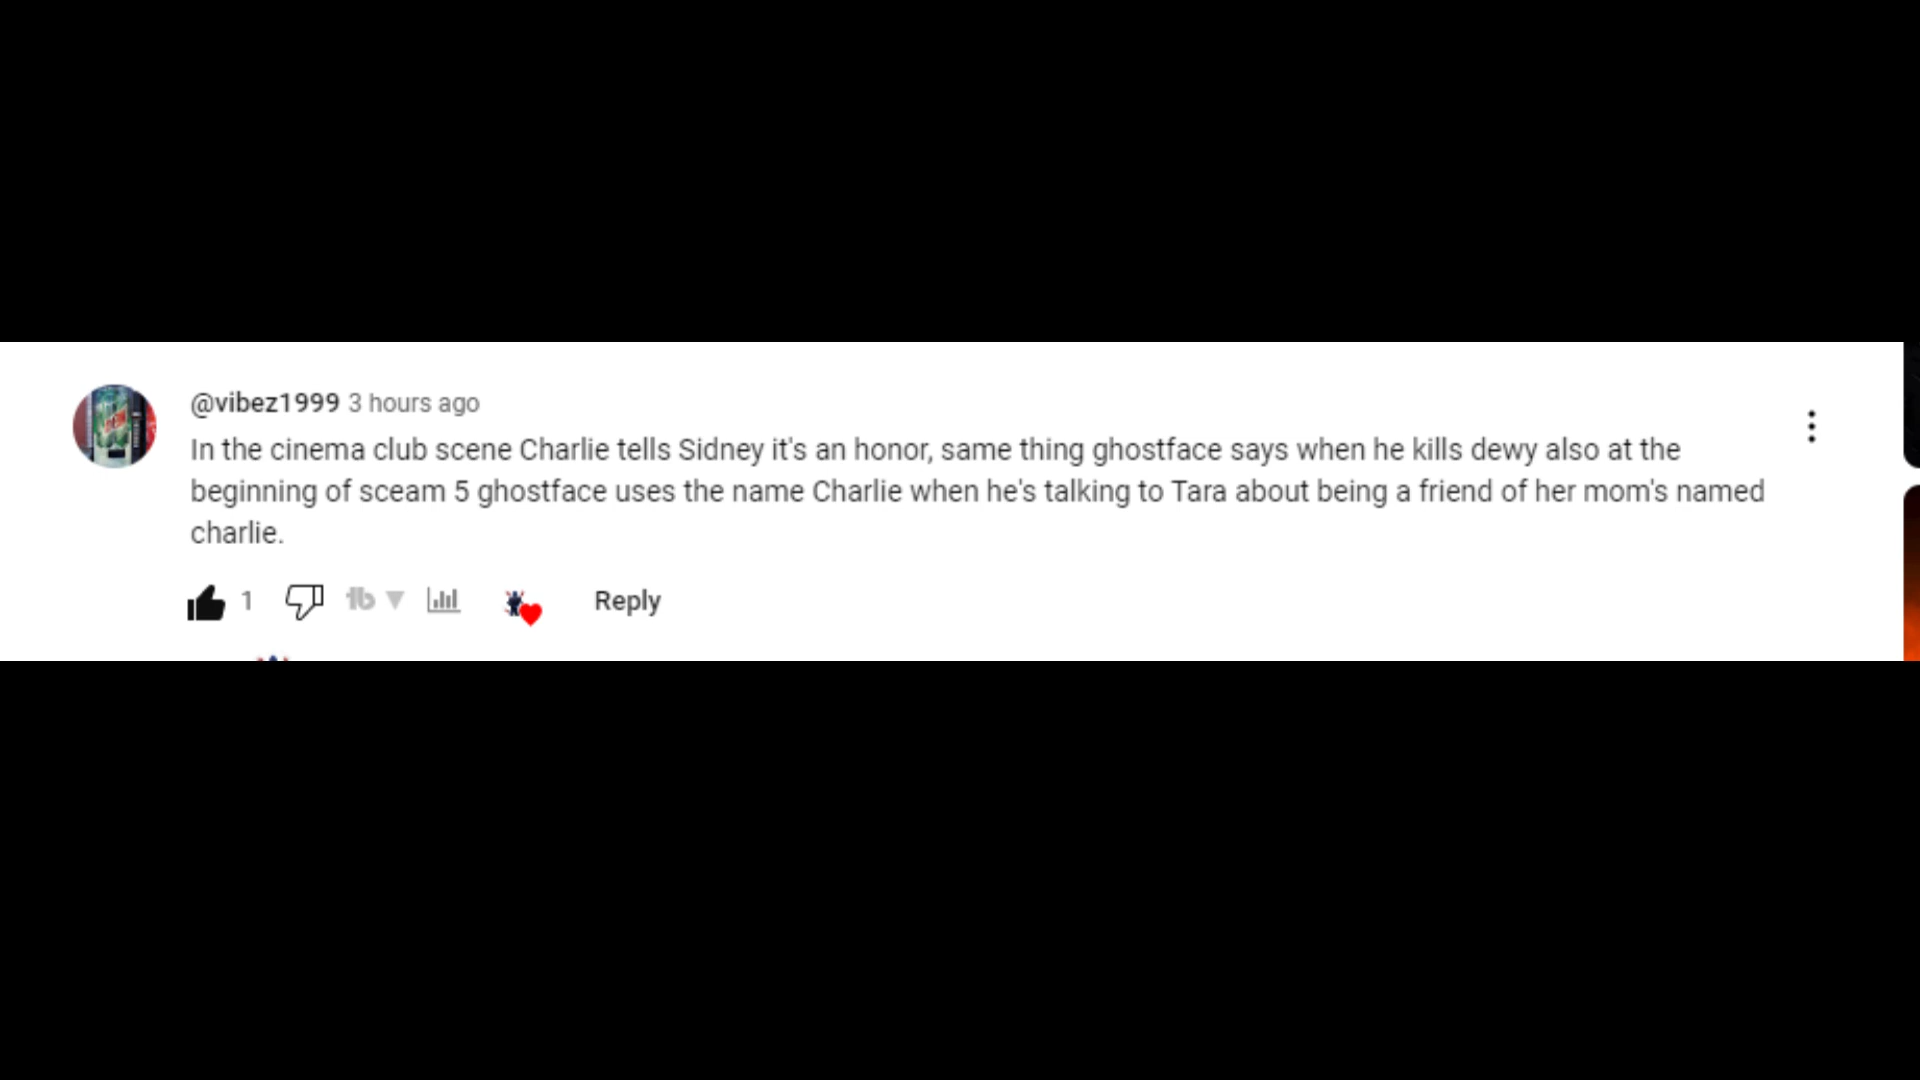 @vibez1999 3 hours ago
In the cinema club scene Charlie tells Sidney it's an honor, same thing ghostface says when he kills dewy also at the
beginning of sceam 5 ghostface uses the name Charlie when he's talking to Tara about being a friend of her mom's named
charlie.
1 tb Reply